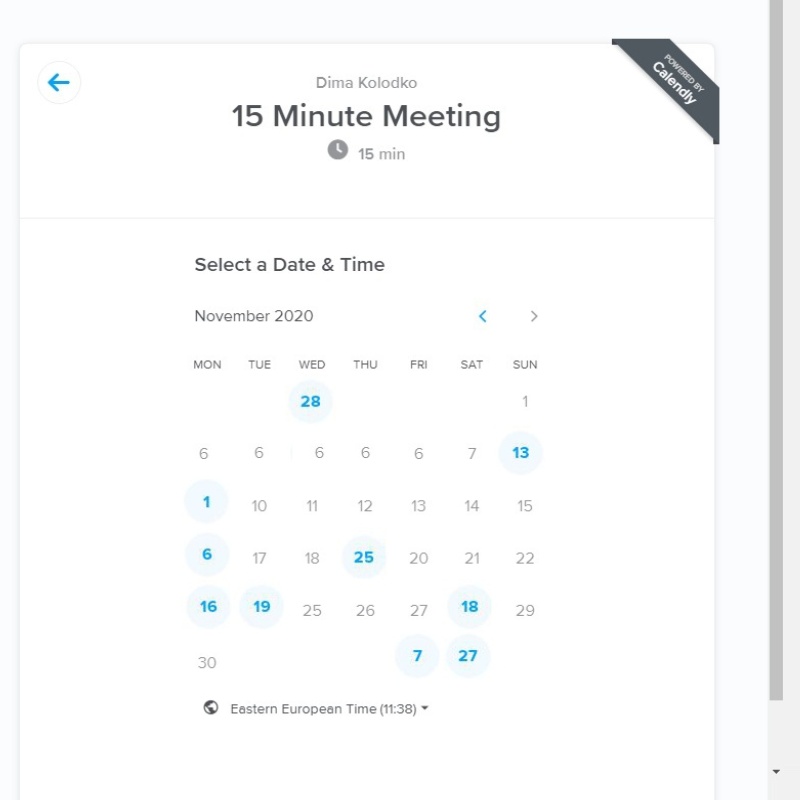 POWERED BY
Calendly
Dima Kolodko
15 Minute Meeting
15 min
Select a Date & Time
November 2020
MON TUE WED THU FRI SAT SUN
28 1
6 6 6 6 6 7 13
1 10 11 12 13 14 15
6 17 18 25 20 21 22
16 19 25 26 27 18 29
30 7 27
Eastern European Time (11:38)